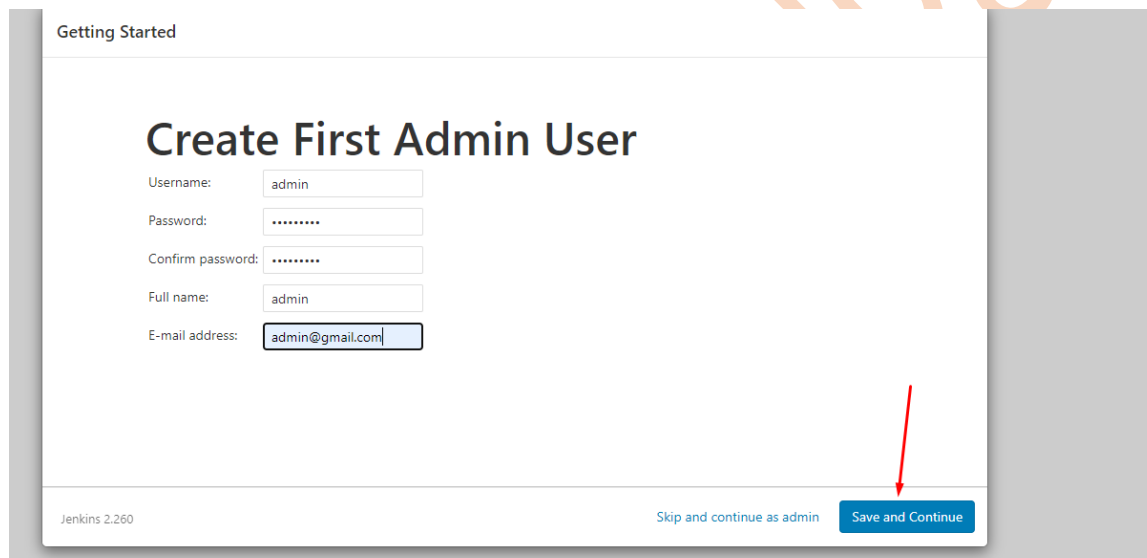 Getting Started
Create First Admin User
Username: admin
Password: •••••••••
Confirm password: •••••••••
Full name: admin
E-mail address: admin@gmail.com
Jenkins 2.260 Skip and continue as admin Save and Continue